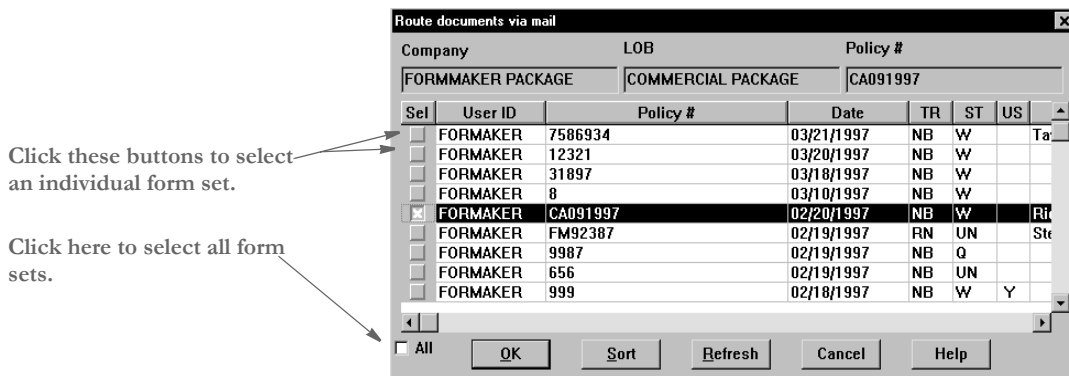 Route documents via mail
Company LOB Policy #
FORMMAKER PACKAGE COMMERCIAL PACKAGE CA091997
Sel User ID Policy # Date TR ST US
FORMAKER 7586934 03/21/1997 NB W Ta
FORMAKER 12321 03/20/1997 NB W
FORMAKER 31897 03/18/1997 NB W
FORMAKER 8 03/10/1997 NB W
FORMAKER CA091997 02/20/1997 NB W Ric
FORMAKER FM92387 02/19/1997 RN UN Ste
FORMAKER 9987 02/19/1997 NB Q
FORMAKER 656 02/19/1997 NB UN
FORMAKER 999 02/18/1997 NB W Y
All OK Sort Refresh Cancel Help
Click these buttons to select
an individual form set.
Click here to select all form
sets.